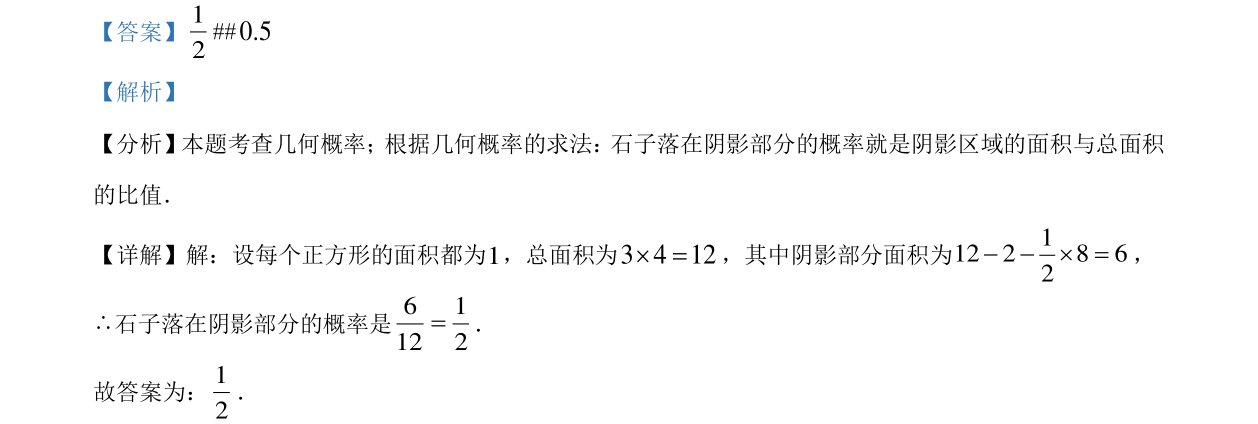 【答案】1/2##0.5
【解析】
【分析】本题考查几何概率；根据几何概率的求法：石子落在阴影部分的概率就是阴影区域的面积与总面积
的比值．
【详解】解：设每个正方形的面积都为1，总面积为3×4=12，其中阴影部分面积为12−2−1/2×8=6，
∴石子落在阴影部分的概率是6/12=1/2．
故答案为：1/2．